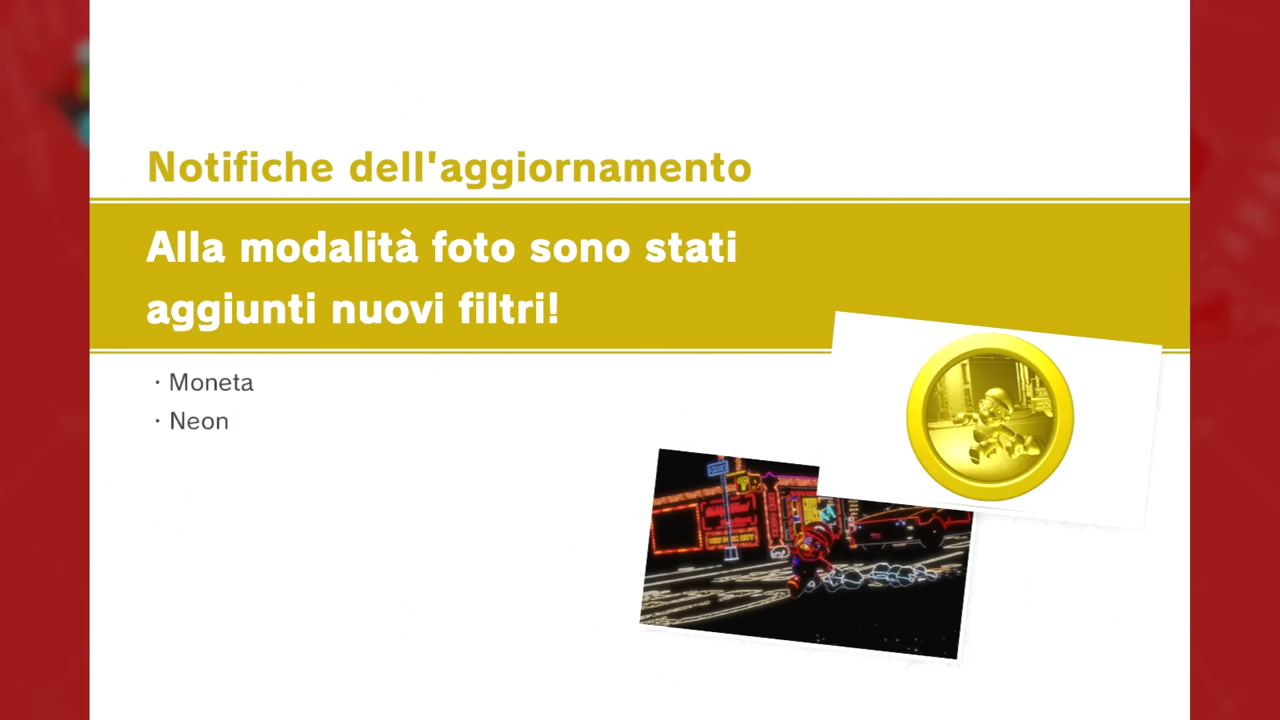 Notifiche dell'aggiornamento
Alla modalità foto sono stati
aggiunti nuovi filtri!
· Moneta
· Neon